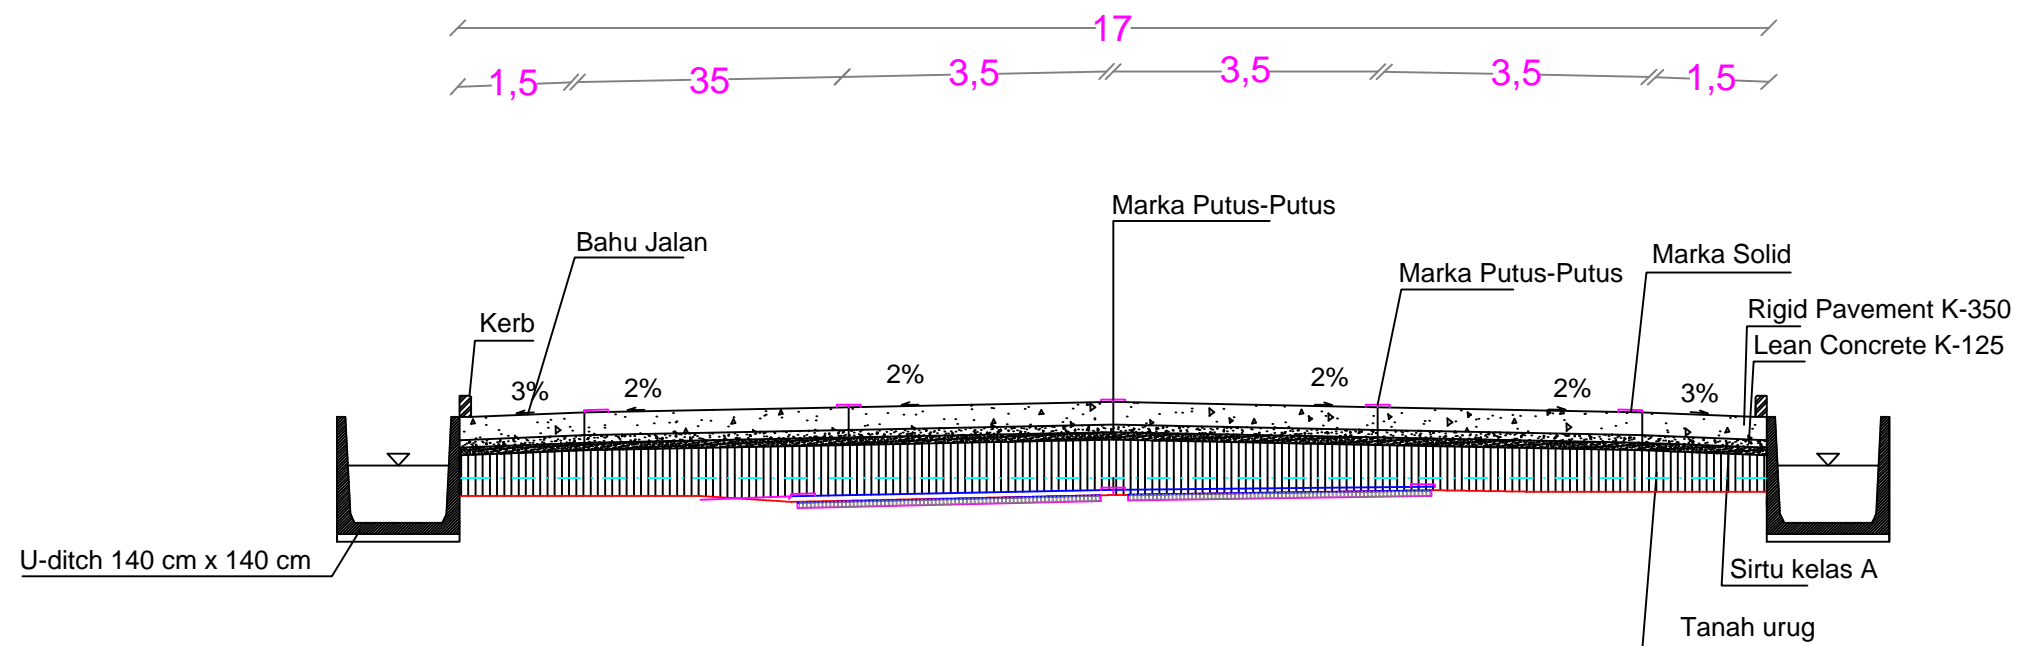 17
1,5
35
3,5
3,5
3,5
1,5
Marka Putus-Putus
Bahu Jalan
Marka Solid
Marka Putus-Putus
Kerb
Rigid Pavement K-350
Lean Concrete K-125
3%
2%
2%
2%
2%
3%
U-ditch 140 cm x 140 cm
Sirtu kelas A
Tanah urug